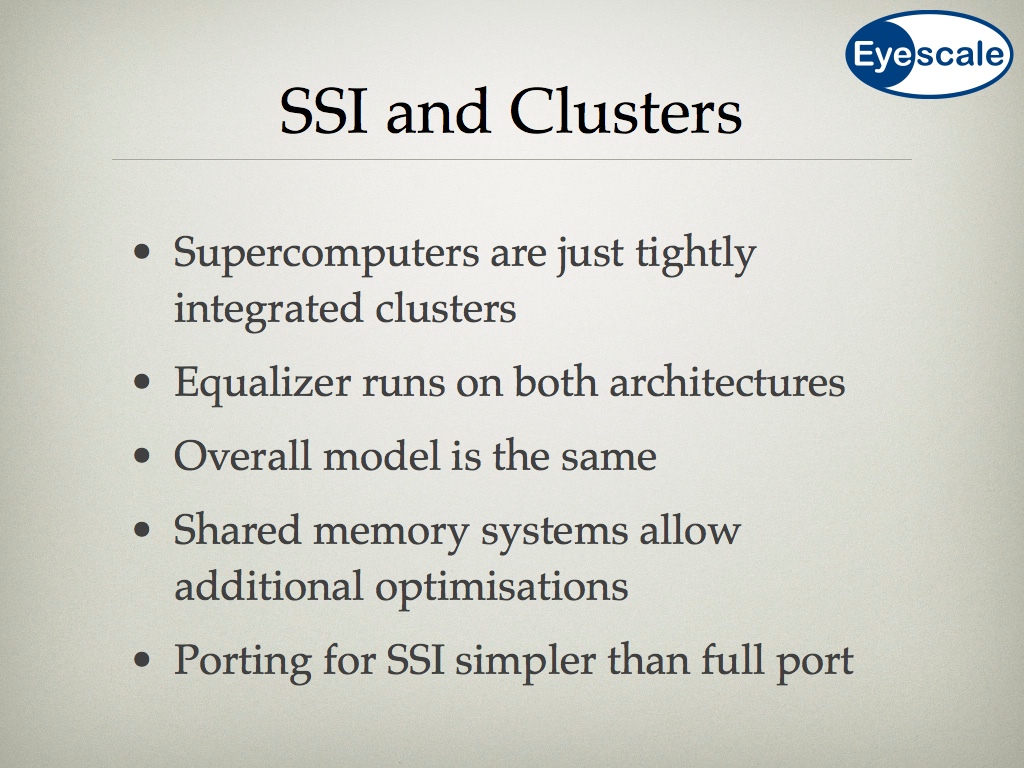 Eyescale
SSI and Clusters
• Supercomputers are just tightly
integrated clusters
• Equalizer runs on both architectures
• Overall model is the same
• Shared memory systems allow
additional optimisations
• Porting for SSI simpler than full port